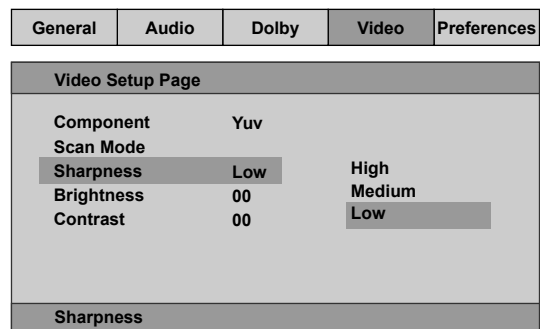 General Audio Dolby Video Preferences
Video Setup Page
Component Yuv
Scan Mode
Sharpness Low High
Brightness 00 Medium
Contrast 00 Low
Sharpness